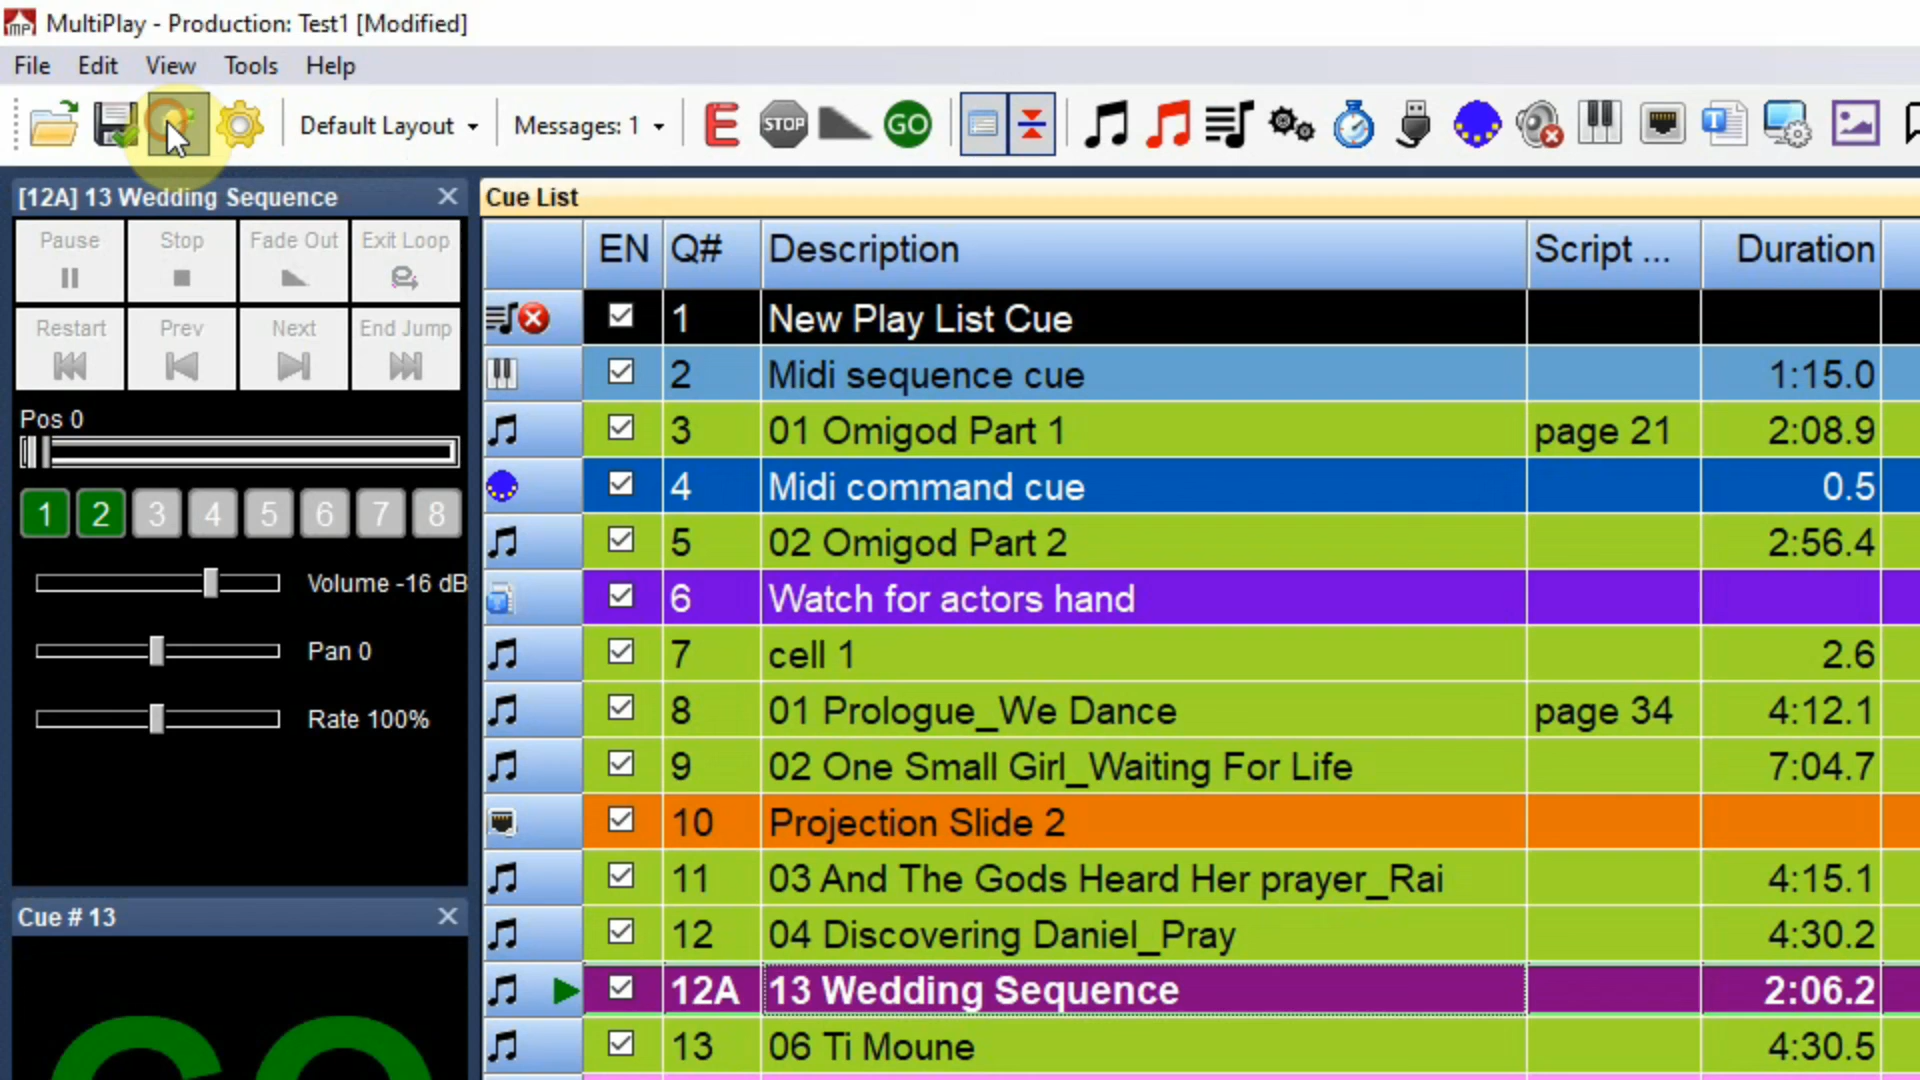 MultiPlay - Production: Test1 [Modified]
File Edit View Tools Help
Default Layout Messages: 1 E STOP GO
[12A] 13 Wedding Sequence
Pause Stop Fade Out Exit Loop
Restart Prev Next End Jump
Pos 0
1 2 3 4 5 6 7 8
Volume -16 dB
Pan 0
Rate 100%
Cue # 13
GO
Cue List
EN Q# Description Script ... Duration
1 New Play List Cue
2 Midi sequence cue 1:15.0
3 01 Omigod Part 1 page 21 2:08.9
4 Midi command cue 0.5
5 02 Omigod Part 2 2:56.4
6 Watch for actors hand
7 cell 1 2.6
8 01 Prologue_We Dance page 34 4:12.1
9 02 One Small Girl_Waiting For Life 7:04.7
10 Projection Slide 2
11 03 And The Gods Heard Her prayer_Rai 4:15.1
12 04 Discovering Daniel_Pray 4:30.2
12A 13 Wedding Sequence 2:06.2
13 06 Ti Moune 4:30.5